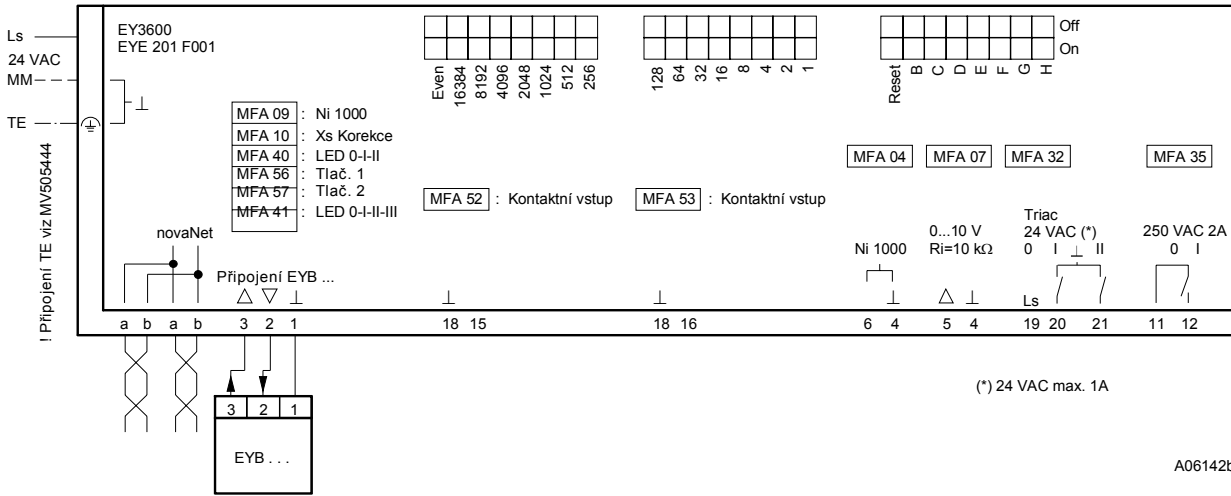 EY3600
EYE 201 F001
Ls
24 VAC
MM
TE
! Připojení TE viz MV505444
Off
On
Even 16384 8192 4096 2048 1024 512 256
128 64 32 16 8 4 2 1
Reset B C D E F G H
MFA 09 : Ni 1000
MFA 10 : Xs Korekce
MFA 40 : LED 0-I-II
MFA 56 : Tlač. 1
MFA 57 : Tlač. 2
MFA 41 : LED 0-I-II-III
MFA 52 : Kontaktní vstup
MFA 53 : Kontaktní vstup
MFA 04
MFA 07
MFA 32
MFA 35
novaNet
Připojení EYB ...
Ni 1000
0...10 V
Ri=10 kΩ
Triac
24 VAC (*)
0 I ⊥ II
Ls
250 VAC 2A
0 I
a b a b 3 2 1 18 15 18 16 6 4 5 4 19 20 21 11 12
3 2 1
EYB . . .
(*) 24 VAC max. 1A
A06142b